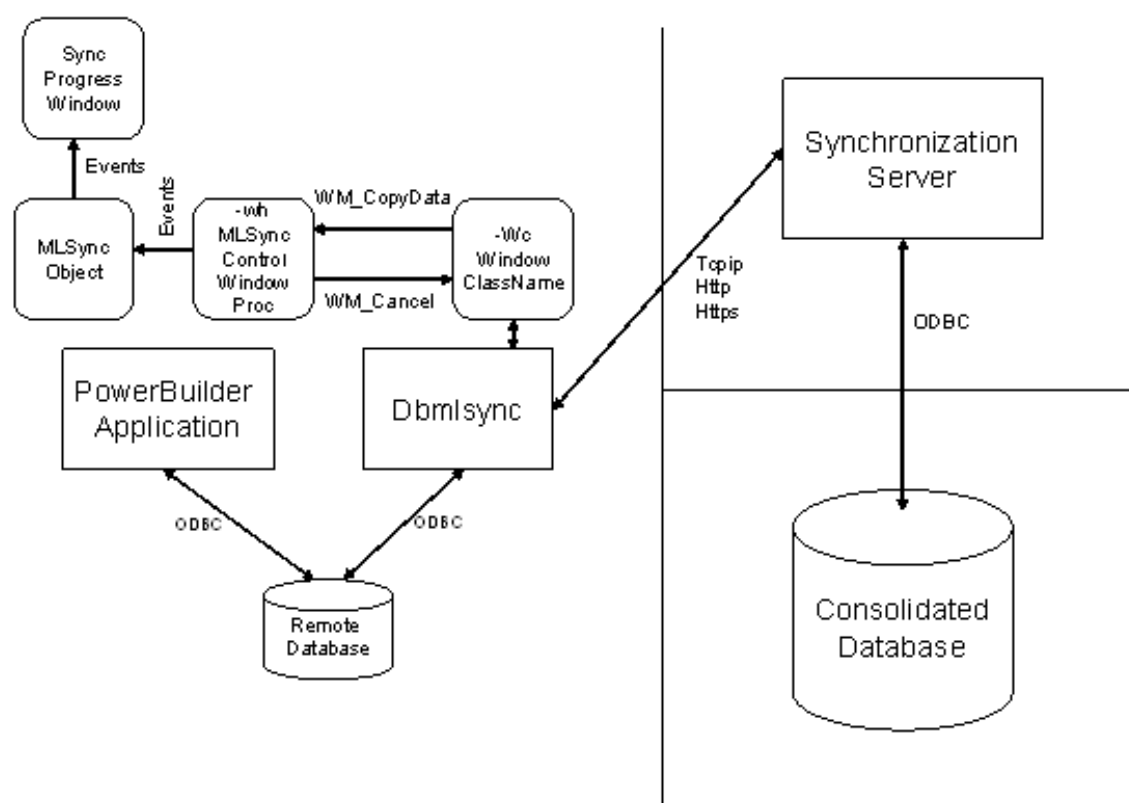 Sync
Progress
Window
Events
MLSync
Object
Events
-wh
MLSync
Control
Window
Proc
WM_CopyData
WM_Cancel
-Wc
Window
ClassName
PowerBuilder
Application
Dbmlsync
ODBC
ODBC
Remote
Database
Tcpip
Http
Https
Synchronization
Server
ODBC
Consolidated
Database